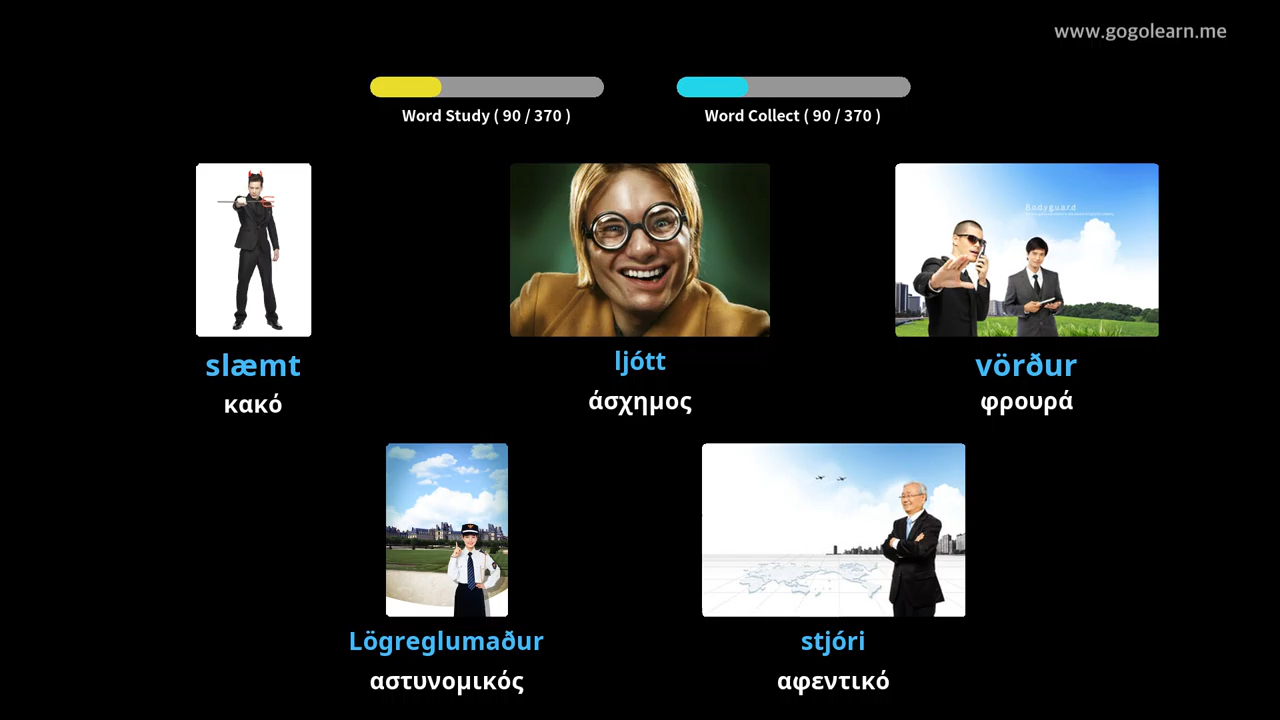 www.gogolearn.me
Word Study ( 90 / 370 )
Word Collect ( 90 / 370 )
Bodyguard
slæmt
κακό
ljótt
άσχημος
vörður
φρουρά
Lögreglumaður
αστυνομικός
stjóri
αφεντικό